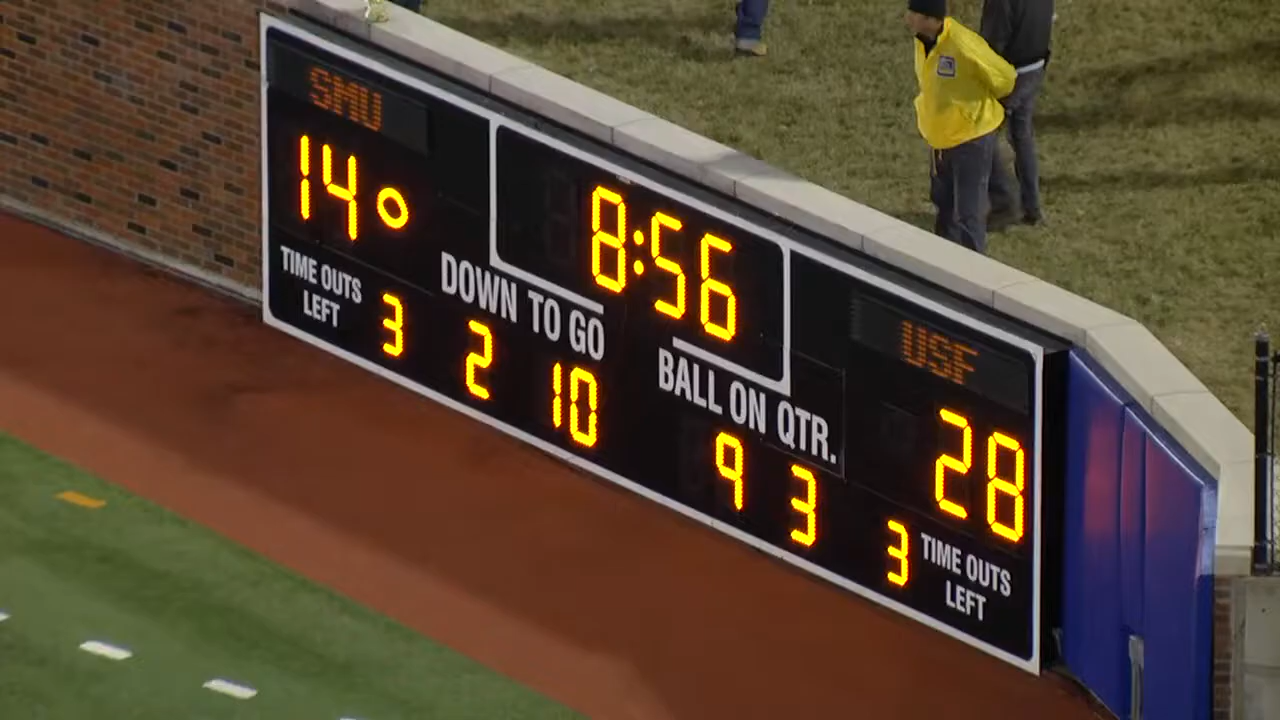 SMU
14
8:56
USF
28
TIME OUTS
LEFT
3
DOWN TO GO
2 10
BALL ON QTR.
9 3
3
TIME OUTS
LEFT